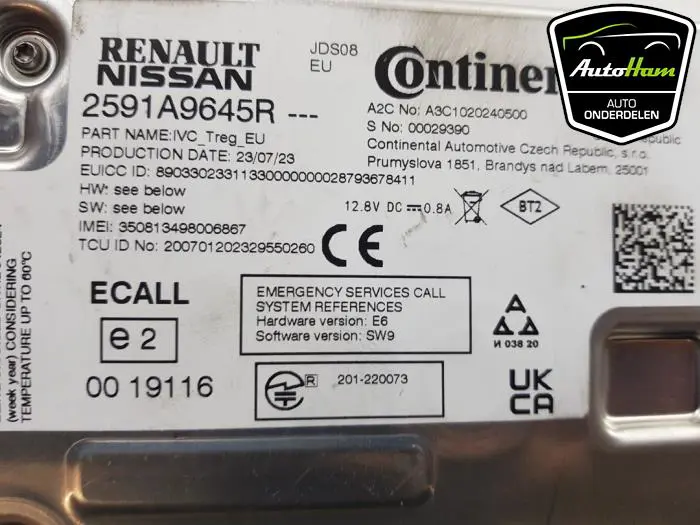 RENAULT
NISSAN
JDS08
EU
Continen
AutoHam
AUTO
ONDERDELEN
2591A9645R ---
A2C No: A3C1020240500
S No: 00029390
PART NAME:IVC_Treg_EU
Continental Automotive Czech Republic, s.r.o.
PRODUCTION DATE: 23/07/23
Prumyslova 1851, Brandys nad Labem, 25001
EUICC ID: 89033023311330000000028793678411
HW: see below
SW: see below
12.8V DC 0.8A
BT2
IMEI: 350813498006867
TCU ID No: 2007012023295502​60
CE
ECALL
e2
00 19116
EMERGENCY SERVICES CALL
SYSTEM REFERENCES
Hardware version: E6
Software version: SW9
R 201-220073
И 038 20
UK
CA
(week year) CONSIDERING
TEMPERATURE UP TO 60°C